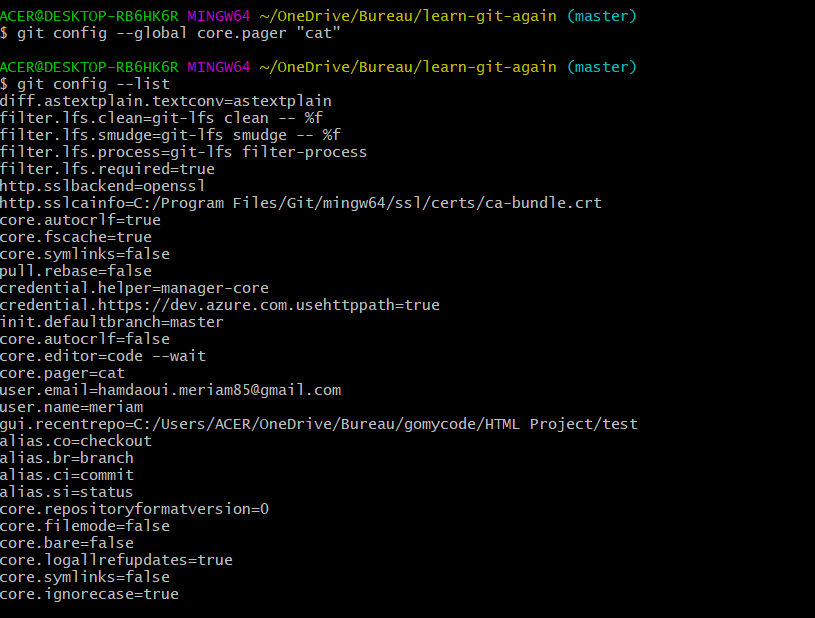 ACER@DESKTOP-RB6HK6R MINGW64 ~/OneDrive/Bureau/learn-git-again (master)
$ git config --global core.pager "cat"
ACER@DESKTOP-RB6HK6R MINGW64 ~/OneDrive/Bureau/learn-git-again (master)
$ git config --list
diff.astextplain.textconv=astextplain
filter.lfs.clean=git-lfs clean -- %f
filter.lfs.smudge=git-lfs smudge -- %f
filter.lfs.process=git-lfs filter-process
filter.lfs.required=true
http.sslbackend=openssl
http.sslcainfo=C:/Program Files/Git/mingw64/ssl/certs/ca-bundle.crt
core.autocrlf=true
core.fscache=true
core.symlinks=false
pull.rebase=false
credential.helper=manager-core
credential.https://dev.azure.com.usehttppath=true
init.defaultbranch=master
core.autocrlf=false
core.editor=code --wait
core.pager=cat
user.email=hamdaoui.meriam85@gmail.com
user.name=meriam
gui.recentrepo=C:/Users/ACER/OneDrive/Bureau/gomycode/HTML Project/test
alias.co=checkout
alias.br=branch
alias.ci=commit
alias.si=status
core.repositoryformatversion=0
core.filemode=false
core.bare=false
core.logallrefupdates=true
core.symlinks=false
core.ignorecase=true